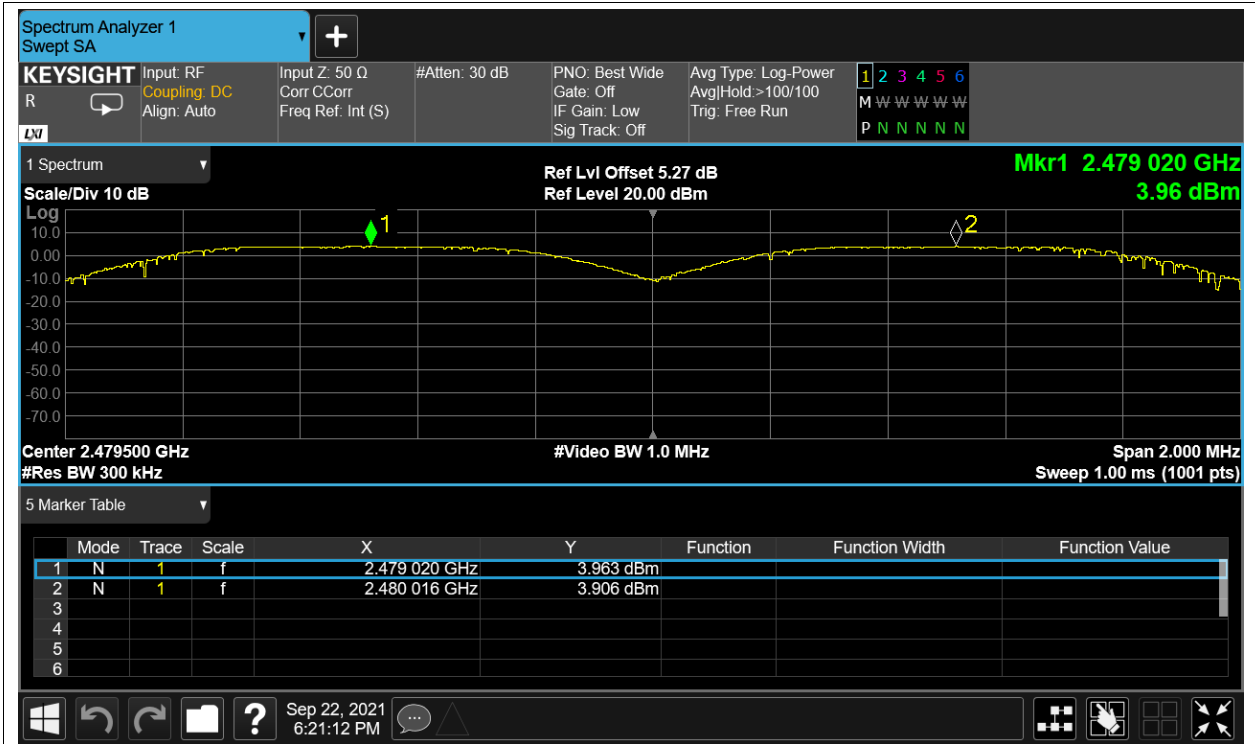 Spectrum Analyzer 1
Swept SA
KEYSIGHT
R
LXI
Input: RF
Coupling: DC
Align: Auto
Input Z: 50 Ω
Corr CCorr
Freq Ref: Int (S)
#Atten: 30 dB
PNO: Best Wide
Gate: Off
IF Gain: Low
Sig Track: Off
Avg Type: Log-Power
Avg|Hold:>100/100
Trig: Free Run
1 2 3 4 5 6
M W W W W W
P N N N N N
1 Spectrum
Scale/Div 10 dB
Ref Lvl Offset 5.27 dB
Ref Level 20.00 dBm
Mkr1 2.479 020 GHz
3.96 dBm
Log
10.0
0.00
-10.0
-20.0
-30.0
-40.0
-50.0
-60.0
-70.0
1
2
Center 2.479500 GHz
#Res BW 300 kHz
#Video BW 1.0 MHz
Span 2.000 MHz
Sweep 1.00 ms (1001 pts)
5 Marker Table
Mode Trace Scale X Y Function Function Width Function Value
1 N 1 f 2.479 020 GHz 3.963 dBm
2 N 1 f 2.480 016 GHz 3.906 dBm
3
4
5
6
?
Sep 22, 2021
6:21:12 PM